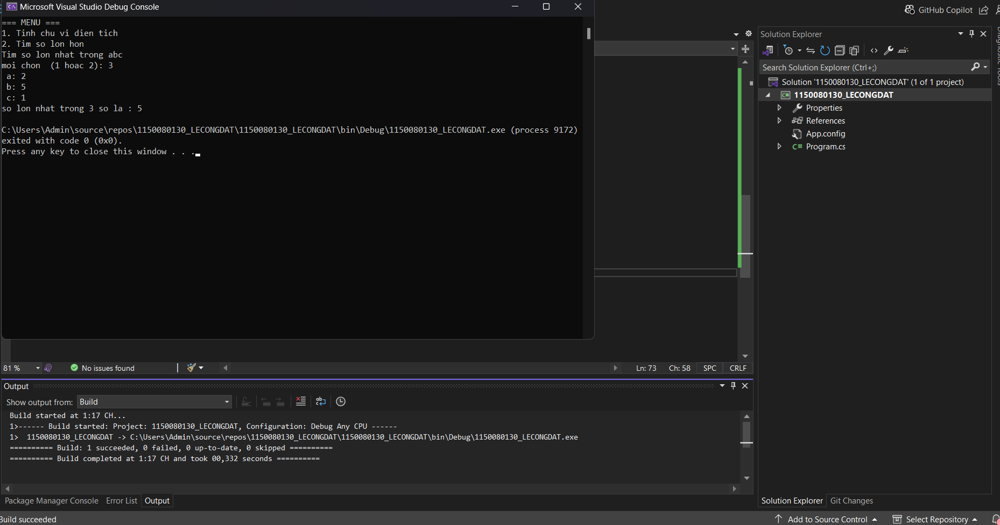 Microsoft Visual Studio Debug Console
=== MENU ===
1. Tinh chu vi dien tich
2. Tim so lon hon
Tim so lon nhat trong abc
moi chon  (1 hoac 2): 3
a: 2
b: 5
c: 1
so lon nhat trong 3 so la : 5
C:\Users\Admin\source\repos\1150080130_LECONGDAT\1150080130_LECONGDAT\bin\Debug\1150080130_LECONGDAT.exe (process 9172)
exited with code 0 (0x0).
Press any key to close this window . . .
GitHub Copilot
Solution Explorer
Search Solution Explorer (Ctrl+;)
Solution '1150080130_LECONGDAT' (1 of 1 project)
C# 1150080130_LECONGDAT
Properties
References
App.config
C# Program.cs
Diagnostic Tools
81 %
No issues found
Ln: 73 Ch: 58 SPC CRLF
Output
Show output from: Build
Build started at 1:17 CH...
1>------ Build started: Project: 1150080130_LECONGDAT, Configuration: Debug Any CPU ------
1>  1150080130_LECONGDAT -> C:\Users\Admin\source\repos\1150080130_LECONGDAT\1150080130_LECONGDAT\bin\Debug\1150080130_LECONGDAT.exe
========== Build: 1 succeeded, 0 failed, 0 up-to-date, 0 skipped ==========
========== Build completed at 1:17 CH and took 00,332 seconds ==========
Package Manager Console Error List Output
Solution Explorer Git Changes
Build succeeded
Add to Source Control Select Repository